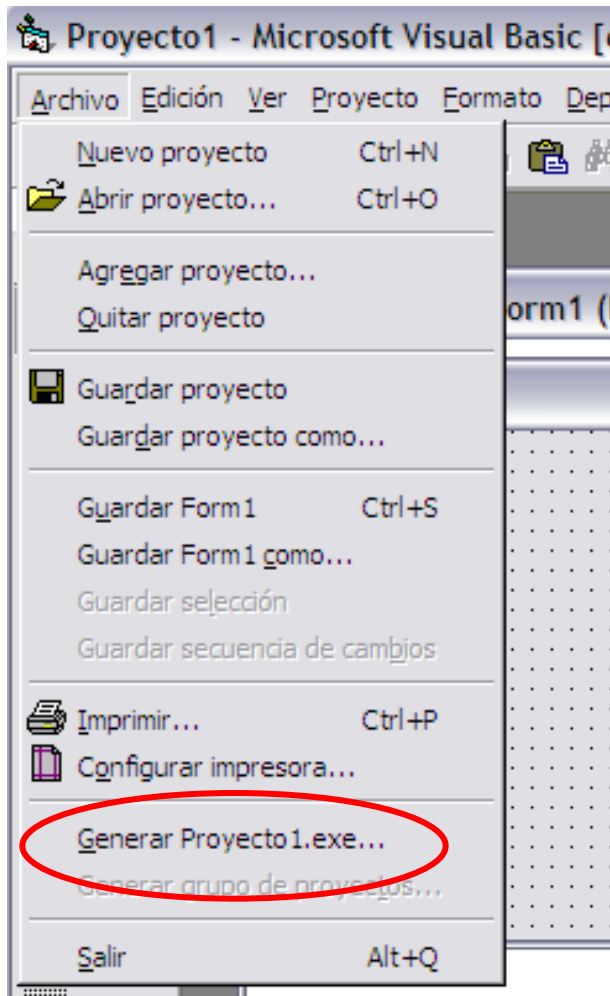 Proyecto1 - Microsoft Visual Basic [
Archivo Edición Ver Proyecto Formato Dep
Nuevo proyecto Ctrl+N
Abrir proyecto... Ctrl+O
Agregar proyecto...
Quitar proyecto
orm1 (
Guardar proyecto
Guardar proyecto como...
Guardar Form1 Ctrl+S
Guardar Form1 como...
Guardar selección
Guardar secuencia de cambios
Imprimir... Ctrl+P
Configurar impresora...
Generar Proyecto1.exe...
Generar grupo de proyectos...
Salir Alt+Q